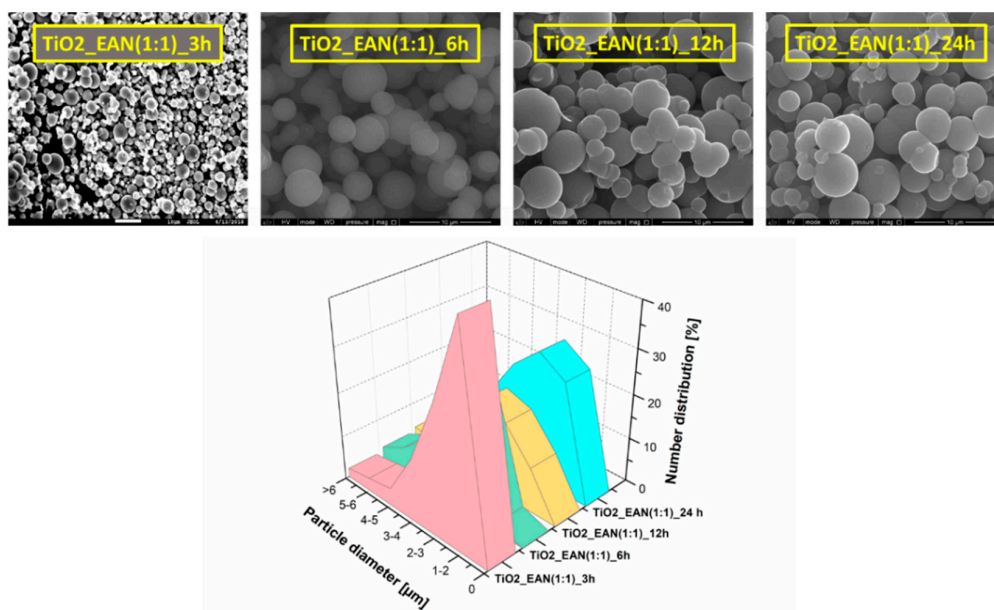 TiO2_EAN(1:1)_3h
TiO2_EAN(1:1)_6h
TiO2_EAN(1:1)_12h
TiO2_EAN(1:1)_24h
10µm
HV mode WD pressure mag 10 µm
HV mode WD pressure mag 10 µm
HV mode WD pressure mag 10 µm
40
30
20
10
0
Number distribution [%]
>6
5-6
4-5
3-4
2-3
1-2
0
Particle diameter [µm]
TiO2_EAN(1:1)_24 h
TiO2_EAN(1:1)_12h
TiO2_EAN(1:1)_6h
TiO2_EAN(1:1)_3h